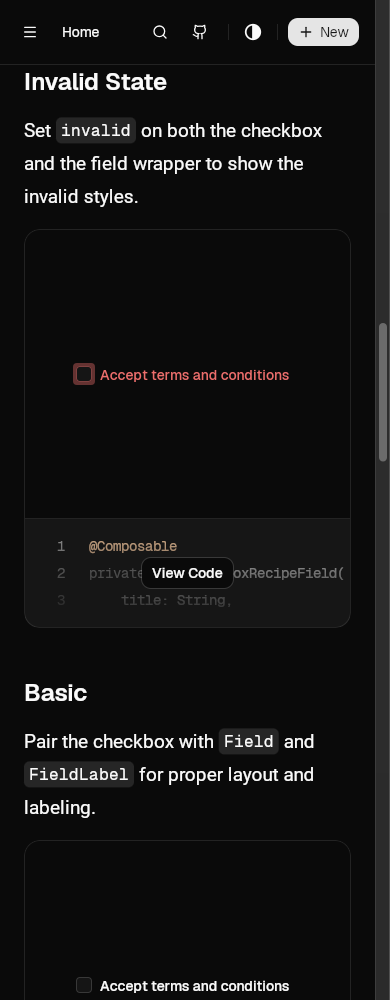 Home
New
Invalid State
Set invalid on both the checkbox
and the field wrapper to show the
invalid styles.
Accept terms and conditions
1 @Composable
2 private View Code oxRecipeField(
3 title: String,
Basic
Pair the checkbox with Field and
FieldLabel for proper layout and
labeling.
Accept terms and conditions